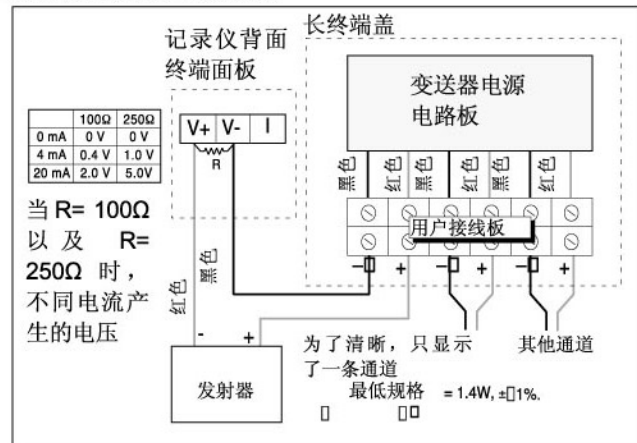 记录仪背面
终端面板
长终端盖
变送器电源
电路板
V+ V- I
R
100Ω 250Ω
0 mA 0 V 0 V
4 mA 0.4 V 1.0 V
20 mA 2.0 V 5.0V
黑色 红色 黑色 红色 黑色 红色
用户接线板
− + − + − +
当R= 100Ω
以及 R=
250Ω 时，
不同电流产
生的电压
红色 黑色
- +
发射器
为了清晰，只显示
了一条通道
其他通道
最低规格 = 1.4W, ±1%.